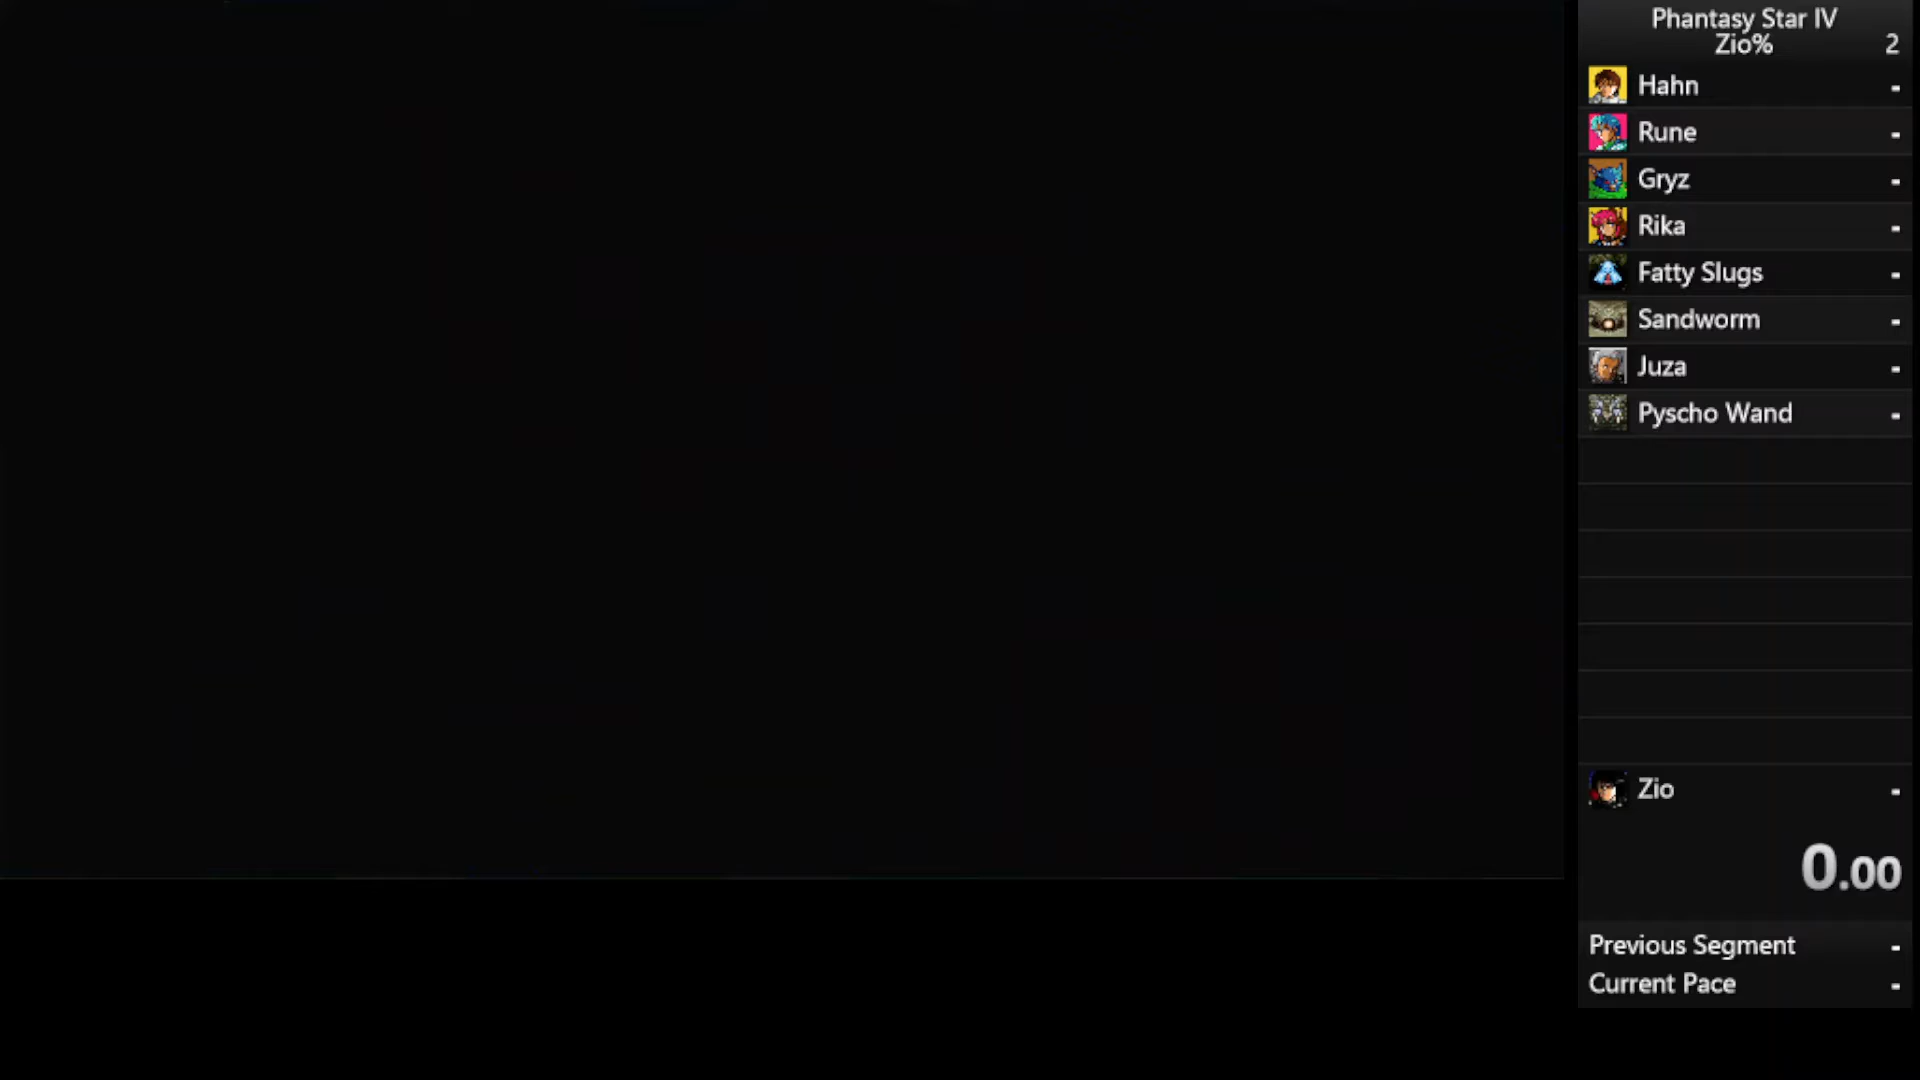 Phantasy Star IV
Zio% 2
Hahn -
Rune -
Gryz -
Rika -
Fatty Slugs -
Sandworm -
Juza -
Pyscho Wand -
Zio -
0.00
Previous Segment -
Current Pace -